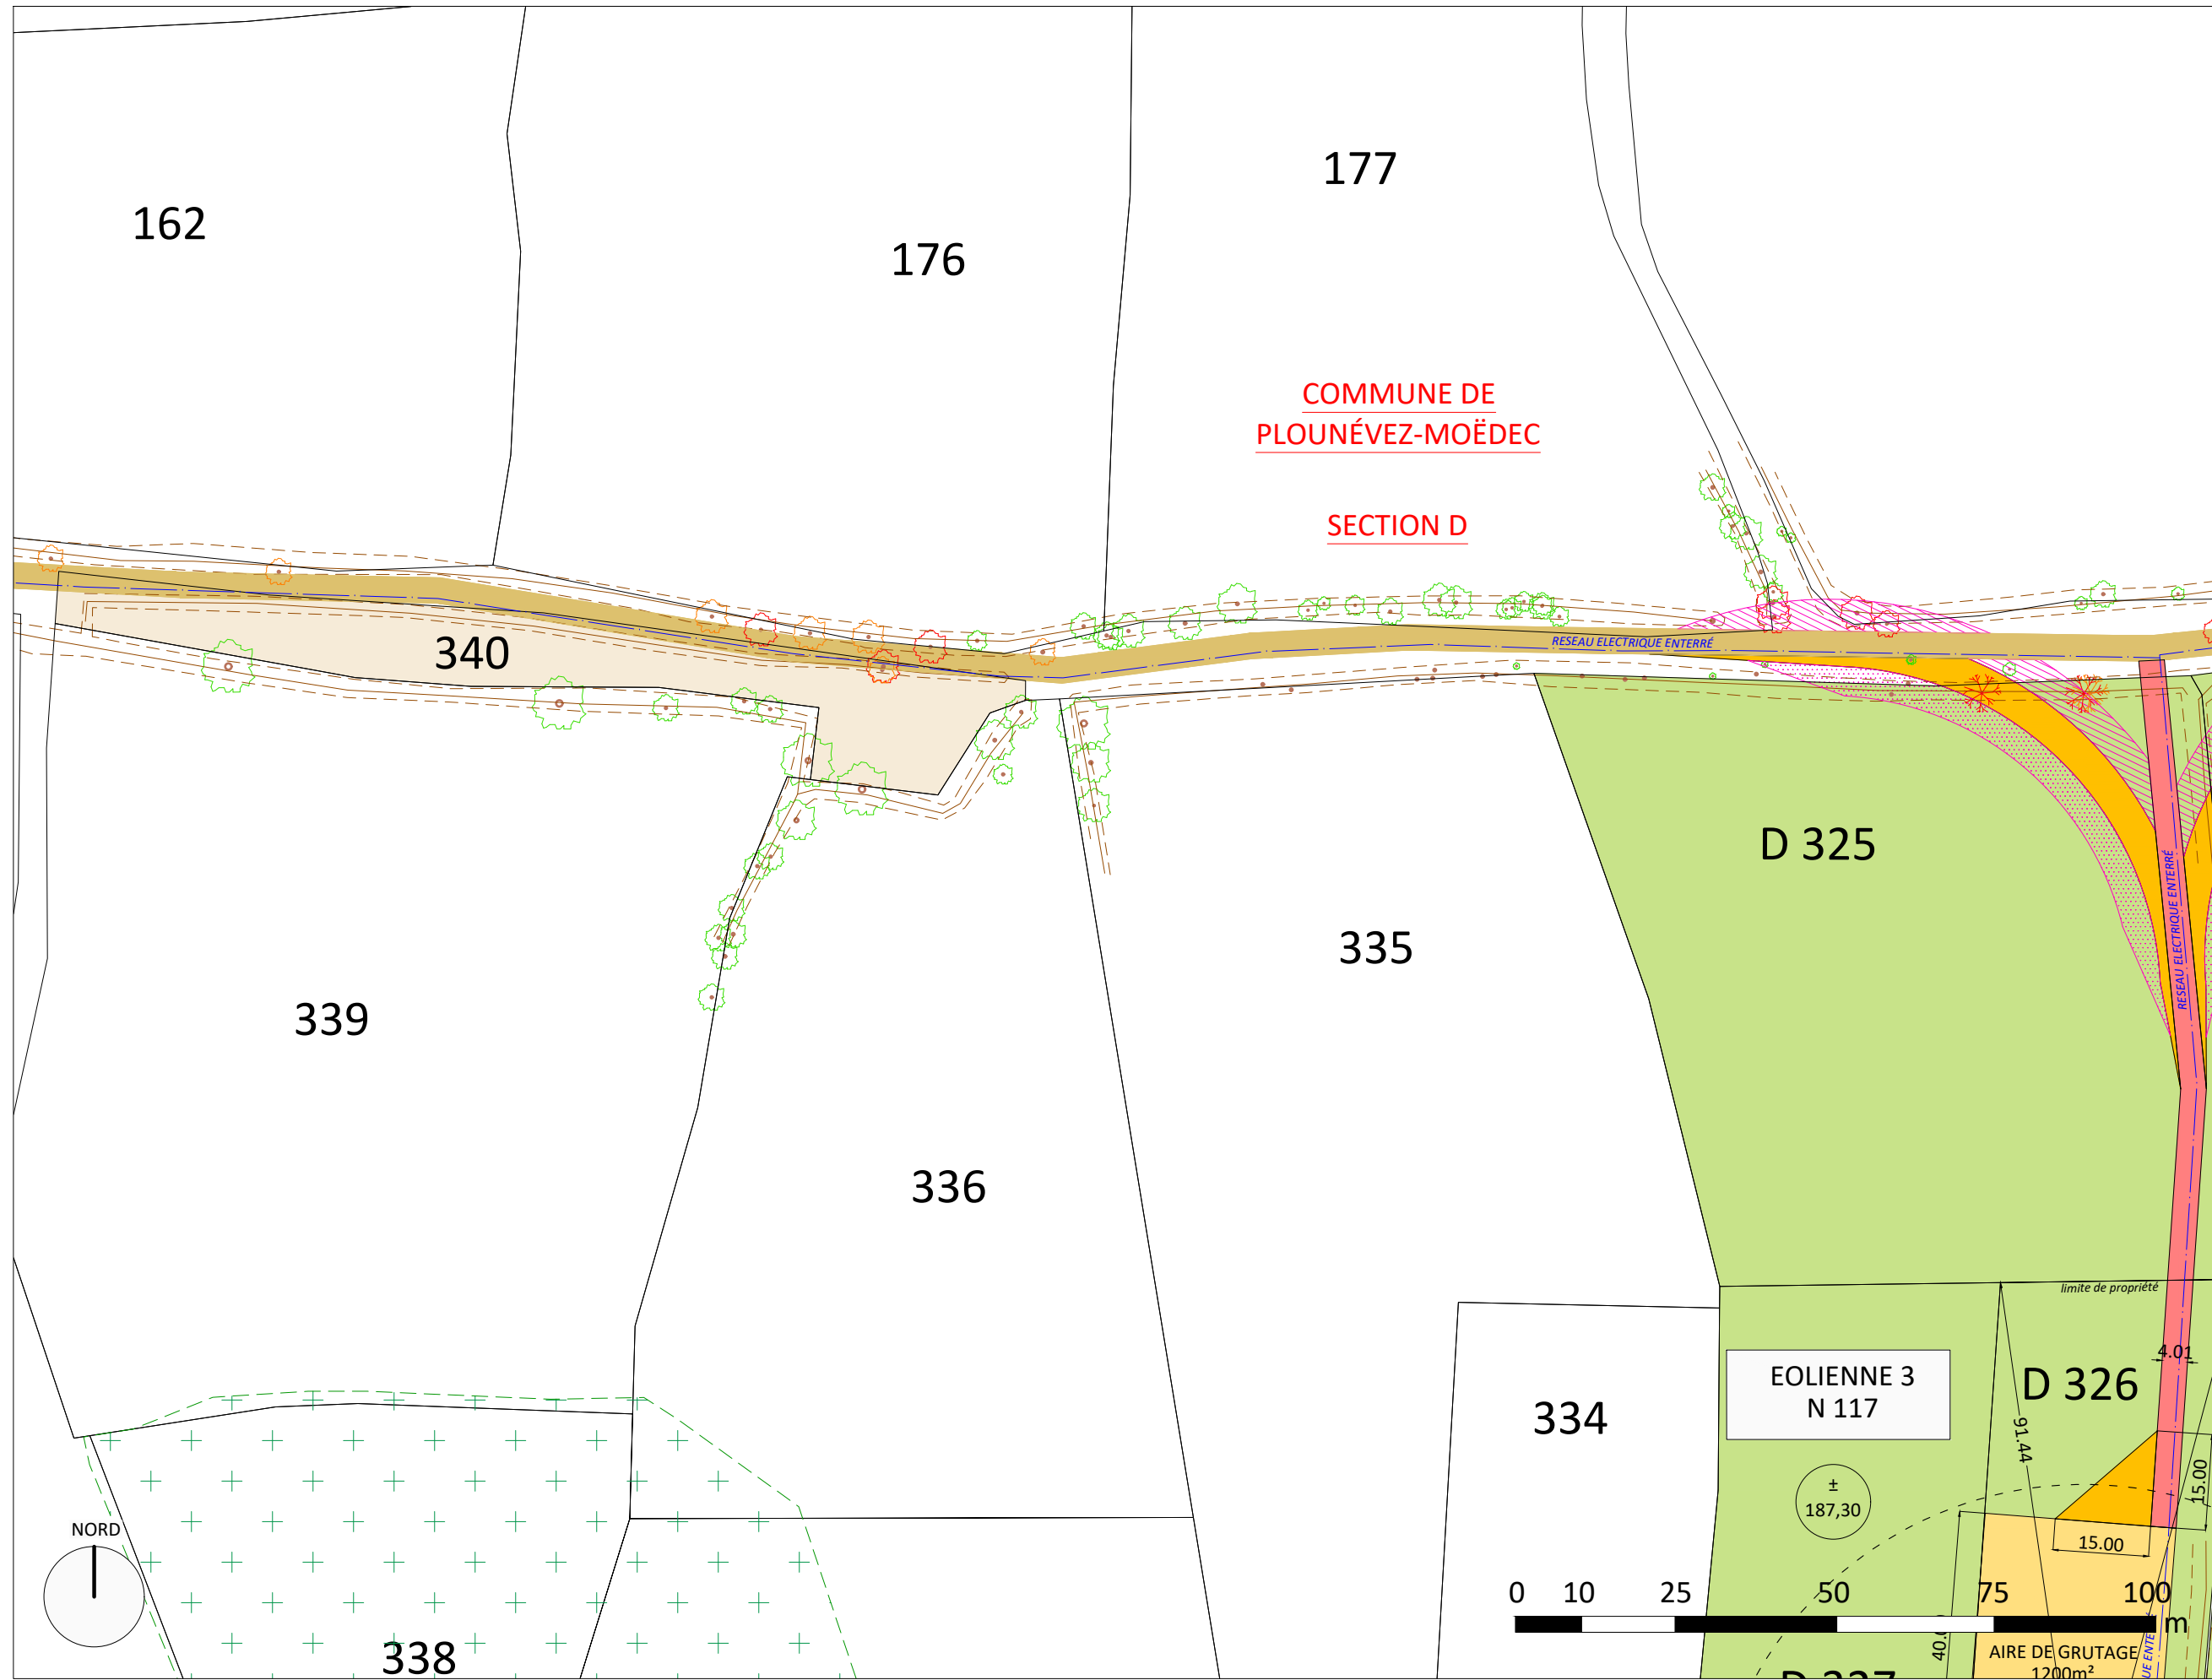 177
162
176
COMMUNE DE
PLOUNÉVEZ-MOËDEC
SECTION D
340
RESEAU ELECTRIQUE ENTERRÉ
D 325
RESEAU ELECTRIQUE ENTERRÉ
335
339
336
limite de propriété
4.01
EOLIENNE 3
N 117
D 326
334
91.44
±
187,30
15.00
15.00
NORD
0 10 25 50 75 100
m
338
AIRE DE GRUTAGE
1200m²